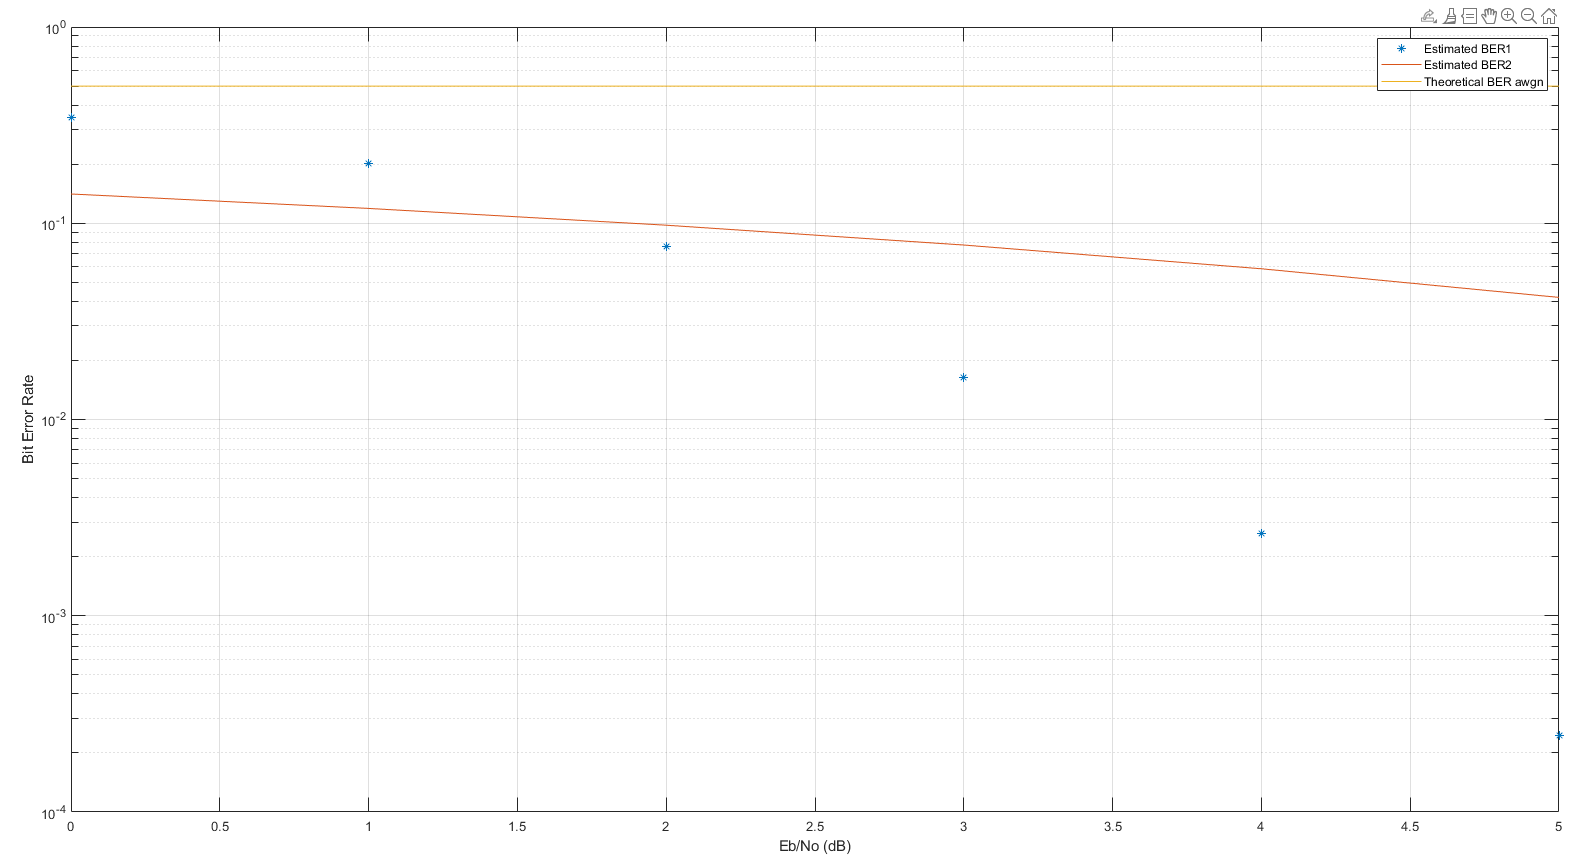 Estimated BER1
Estimated BER2
Theoretical BER awgn
10^0
10^-1
10^-2
10^-3
10^-4
Bit Error Rate
0 0.5 1 1.5 2 2.5 3 3.5 4 4.5 5
Eb/No (dB)